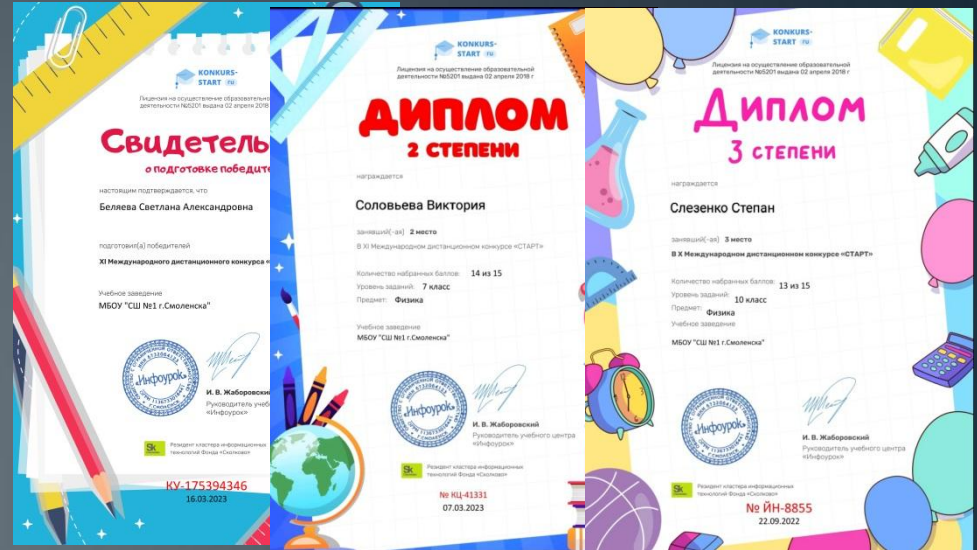 KONKURS-
START ru
Лицензия на осуществление образовательно
деятельности №5201 выдана 02 апреля 2018
Свидетель
о подготовке победите
настоящим подтверждается, что
Беляева Светлана Александровна
подготовил(а) победителей
XI Международного дистанционного конкурса «
Учебное заведение
МБОУ "СШ №1 г.Смоленска"
«Инфоурок»
И. В. Жаборовски
Руководитель учеб
«Инфоурок»
Sk
Резидент кластера информационных
технологий Фонда «Сколково»
КУ-175394346
16.03.2023
KONKURS-
START ru
Лицензия на осуществление образовательной
деятельности №5201 выдана 02 апреля 2018 г
ДИПЛОМ
2 СТЕПЕНИ
награждается
Соловьева Виктория
занявший(-ая) 2 место
В XI Международном дистанционном конкурсе «СТАРТ»
Количество набранных баллов: 14 из 15
Уровень заданий: 7 класс
Предмет: Физика
Учебное заведение
МБОУ "СШ №1 г.Смоленска"
«Инфоурок»
И. В. Жаборовский
Руководитель учебного центра
«Инфоурок»
Sk
Резидент кластера информационных
технологий Фонда «Сколково»
№ КЦ-41331
07.03.2023
KONKURS-
START ru
Лицензия на осуществление образовательной
деятельности №5201 выдана 02 апреля 2018 г
Диплом
3 степени
награждается
Слезенко Степан
занявший(-ая) 3 место
В X Международном дистанционном конкурсе «СТАРТ»
Количество набранных баллов: 13 из 15
Уровень заданий: 10 класс
Предмет: Физика
Учебное заведение
МБОУ "СШ №1 г.Смоленска"
«Инфоурок»
И. В. Жаборовский
Руководитель учебного центра
«Инфоурок»
Sk
Резидент кластера информационных
технологий Фонда «Сколково»
№ ЙН-8855
22.09.2022